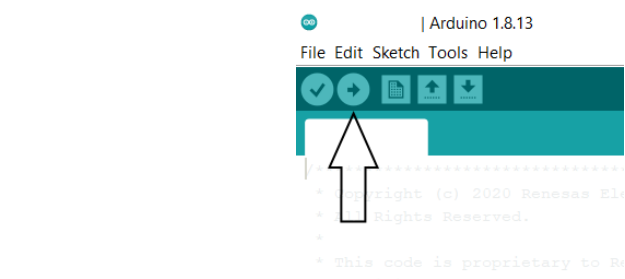 | Arduino 1.8.13
File Edit Sketch Tools Help
/*****************************
* Copyright (c) 2020 Renesas Ele
* All Rights Reserved.
*
* This code is proprietary to Re